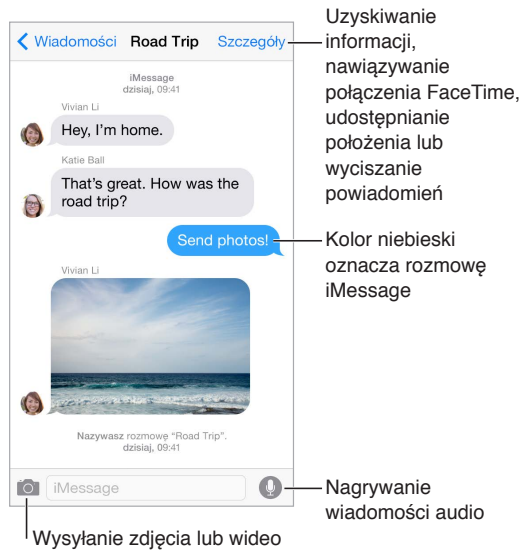 Wiadomości Road Trip Szczegóły
iMessage
dzisiaj, 09:41
Vivian Li
Hey, I'm home.
Katie Ball
That's great. How was the
road trip?
Send photos!
Vivian Li
Nazywasz rozmowę “Road Trip”.
dzisiaj, 09:41
iMessage
Uzyskiwanie
informacji,
nawiązywanie
połączenia FaceTime,
udostępnianie
położenia lub
wyciszanie
powiadomień
Kolor niebieski
oznacza rozmowę
iMessage
Nagrywanie
wiadomości audio
Wysyłanie zdjęcia lub wideo